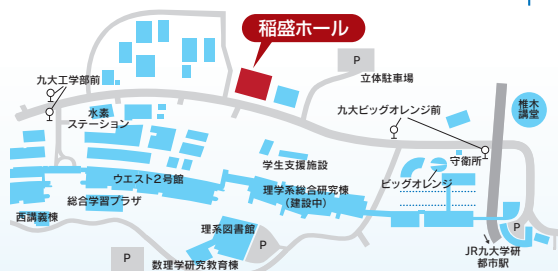 稲盛ホール
P
立体駐車場
九大工学部前
水素
ステーション
九大ビッグオレンジ前
椎木
講堂
学生支援施設
守衛所
ウエスト2号館
理学系総合研究棟
(建設中)
ビッグオレンジ
総合学習プラザ
西講義棟
理系図書館
P
P
P
数理学研究教育棟
JR九大学研
都市駅